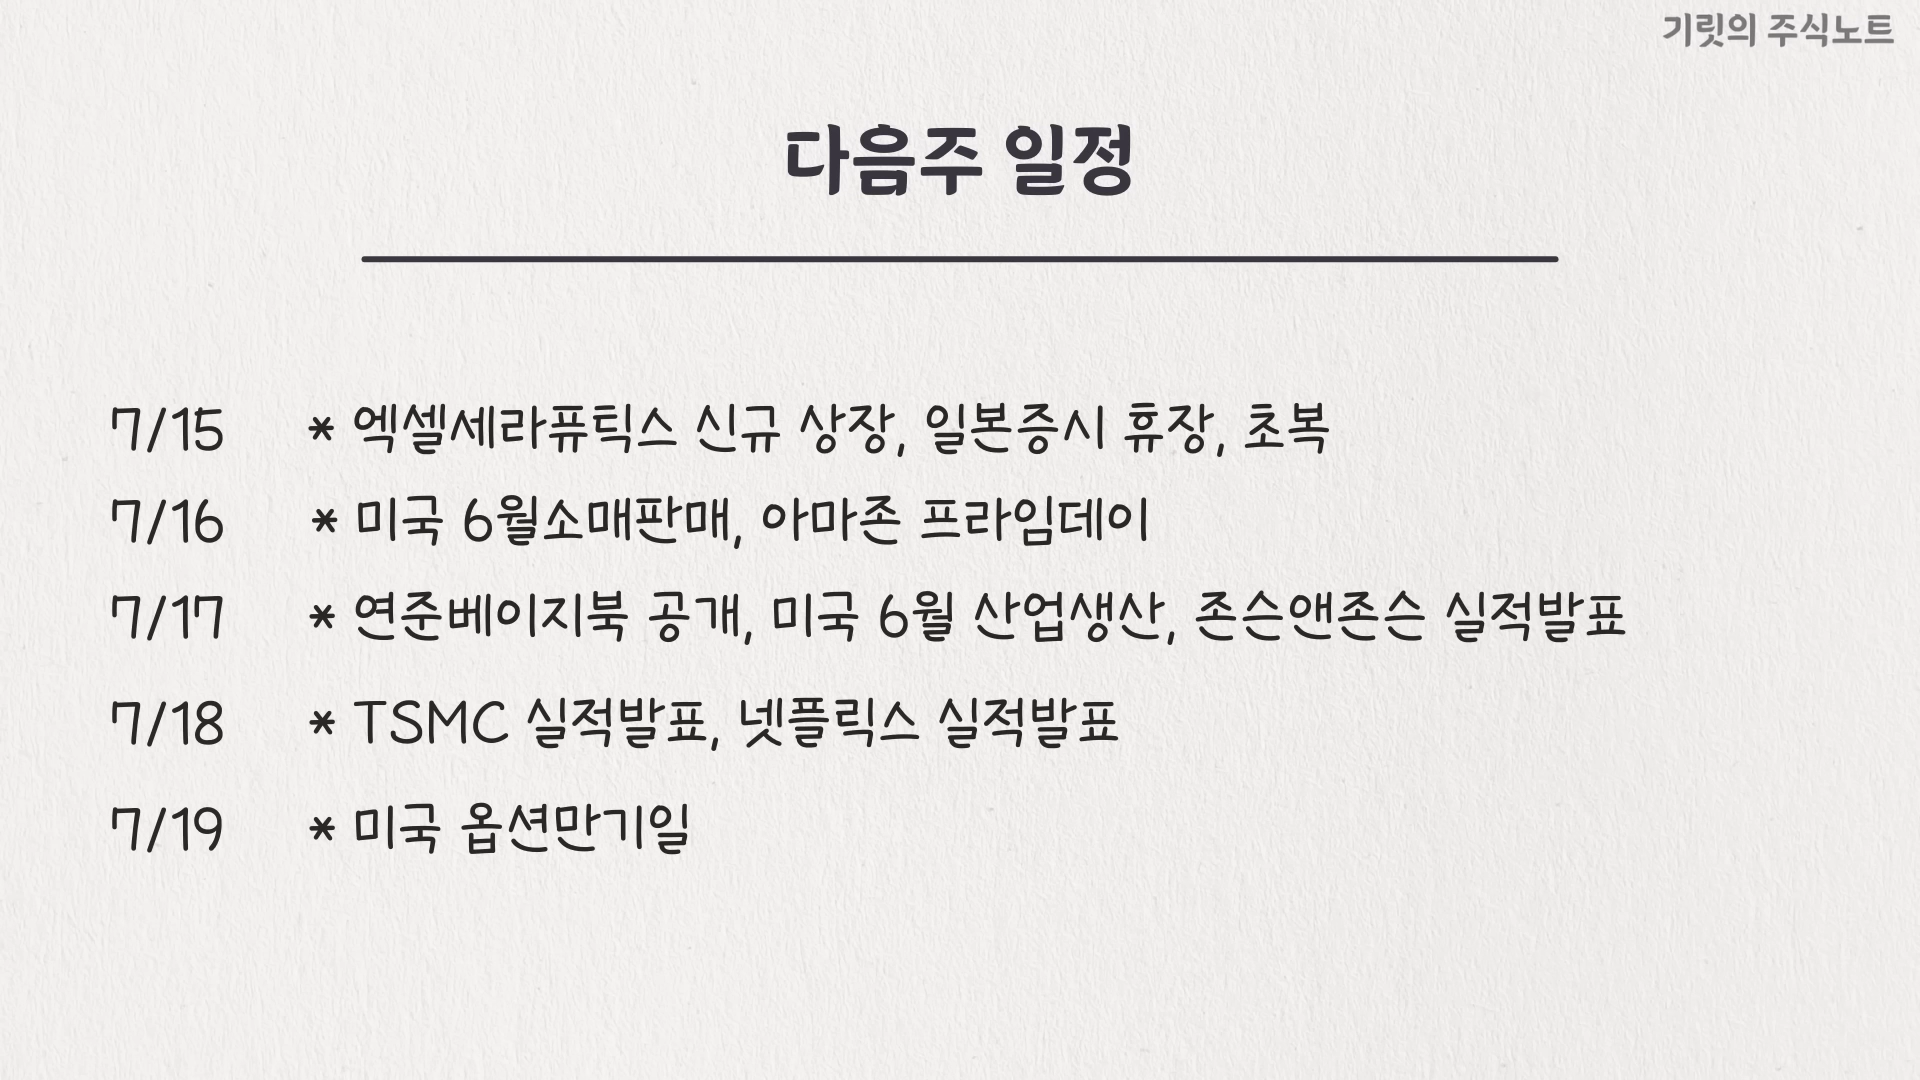 기릿의 주식노트
다음주 일정
7/15 * 엑셀세라퓨틱스 신규 상장, 일본증시 휴장, 초복
7/16 * 미국 6월소매판매, 아마존 프라임데이
7/17 * 연준베이지북 공개, 미국 6월 산업생산, 존슨앤존슨 실적발표
7/18 * TSMC 실적발표, 넷플릭스 실적발표
7/19 * 미국 옵션만기일